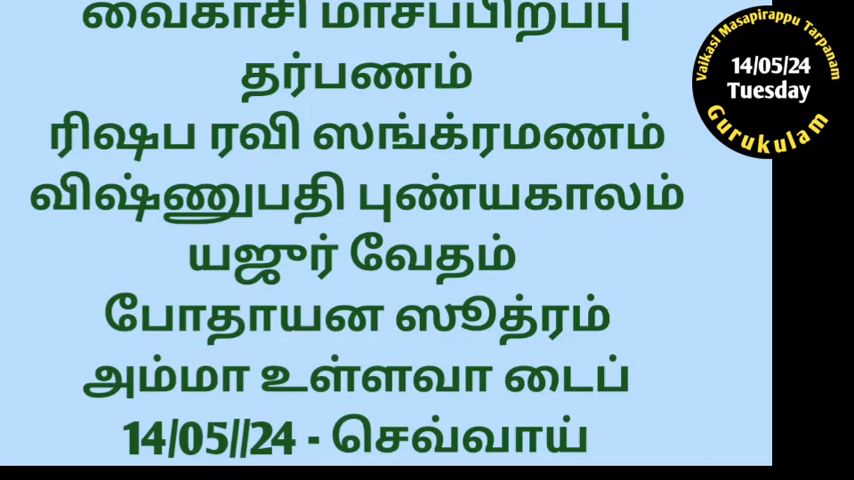 வைகாசி மாசப்பிறப்பு
தர்பணம்
ரிஷப ரவி ஸங்க்ரமணம்
விஷ்ணுபதி புண்யகாலம்
யஜுர் வேதம்
போதாயன ஸூத்ரம்
அம்மா உள்ளவா டைப்
14/05//24 - செவ்வாய்
Vaikasi Masapirappu Tarpanam
14/05/24
Tuesday
Gurukulam